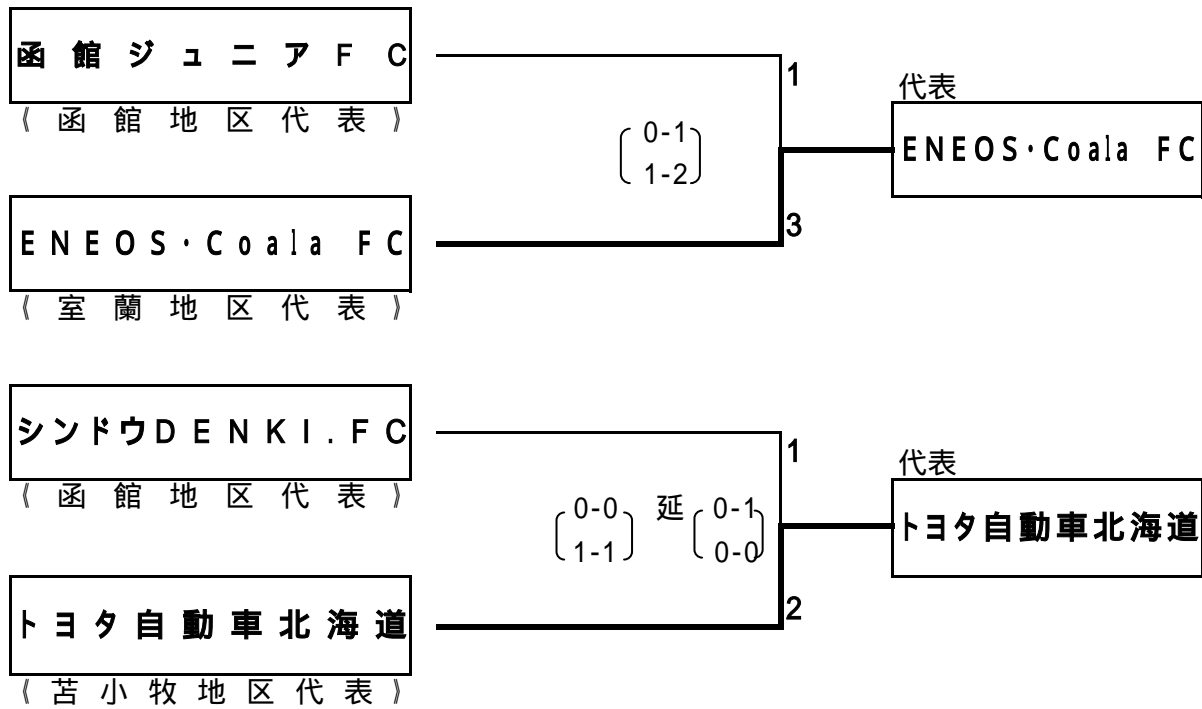 函館ジュニアＦＣ
《函館地区代表》
1
0-1
1-2
3
代表
ENEOS・Coala FC
ENEOS・Coala FC
《室蘭地区代表》
シンドウDENKI.FC
《函館地区代表》
1
0-0
1-1
延
0-1
0-0
2
代表
トヨタ自動車北海道
トヨタ自動車北海道
《苫小牧地区代表》